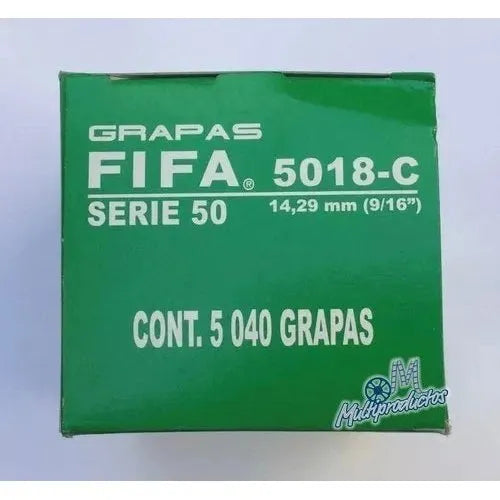 GRAPAS
FIFA® 5018-C
SERIE 50 14,29 mm (9/16")
CONT. 5 040 GRAPAS
M
Multiproductos